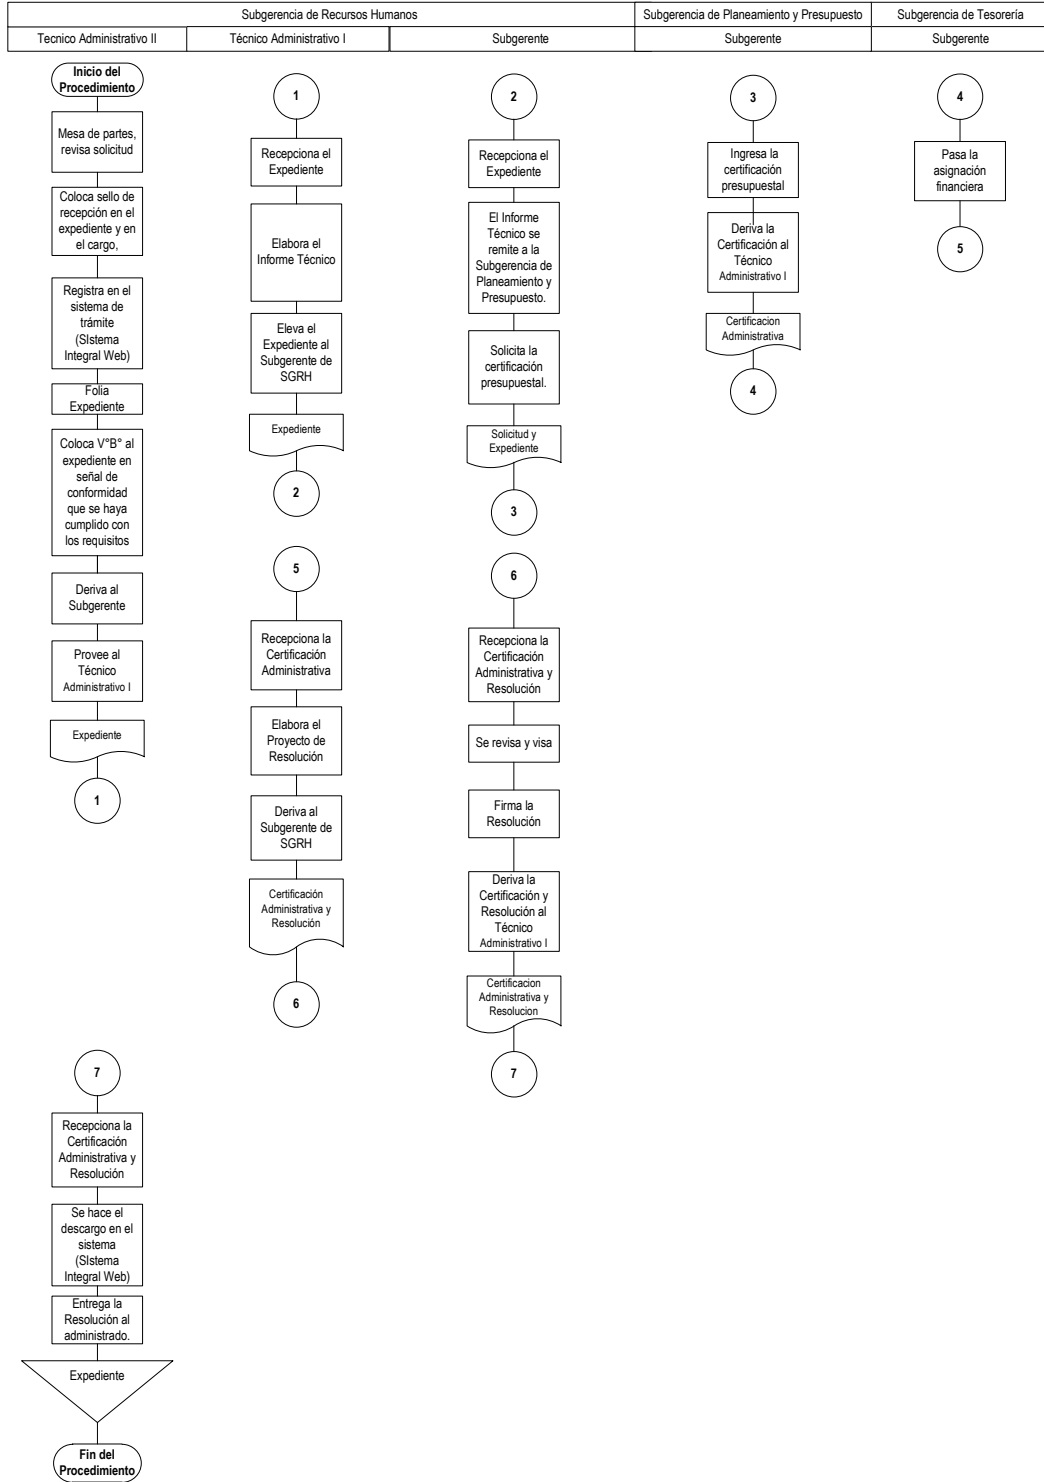 Subgerencia de Recursos Humanos
Subgerencia de Planeamiento y Presupuesto
Subgerencia de Tesorería
Tecnico Administrativo II
Técnico Administrativo I
Subgerente
Subgerente
Subgerente
Inicio del
Procedimiento
Mesa de partes,
revisa solicitud
Coloca sello de
recepción en el
expediente y en
el cargo,
Registra en el
sistema de
trámite
(SIstema
Integral Web)
Folia
Expediente
Coloca V°B° al
expediente en
señal de
conformidad
que se haya
cumplido con
los requisitos
Deriva al
Subgerente
Provee al
Técnico
Administrativo I
Expediente
1
1
Recepciona el
Expediente
Elabora el
Informe Técnico
Eleva el
Expediente al
Subgerente de
SGRH
Expediente
2
2
Recepciona el
Expediente
El Informe
Técnico se
remite a la
Subgerencia de
Planeamiento y
Presupuesto.
Solicita la
certificación
presupuestal.
Solicitud y
Expediente
3
3
Ingresa la
certificación
presupuestal
Deriva la
Certificación al
Técnico
Administrativo I
Certificacion
Administrativa
4
4
Pasa la
asignación
financiera
5
5
Recepciona la
Certificación
Administrativa
Elabora el
Proyecto de
Resolución
Deriva al
Subgerente de
SGRH
Certificación
Administrativa y
Resolución
6
6
Recepciona la
Certificación
Administrativa y
Resolución
Se revisa y visa
Firma la
Resolución
Deriva la
Certificación y
Resolución al
Técnico
Administrativo I
Certificacion
Administrativa y
Resolucion
7
7
Recepciona la
Certificación
Administrativa y
Resolución
Se hace el
descargo en el
sistema
(SIstema
Integral Web)
Entrega la
Resolución al
administrado.
Expediente
Fin del
Procedimiento